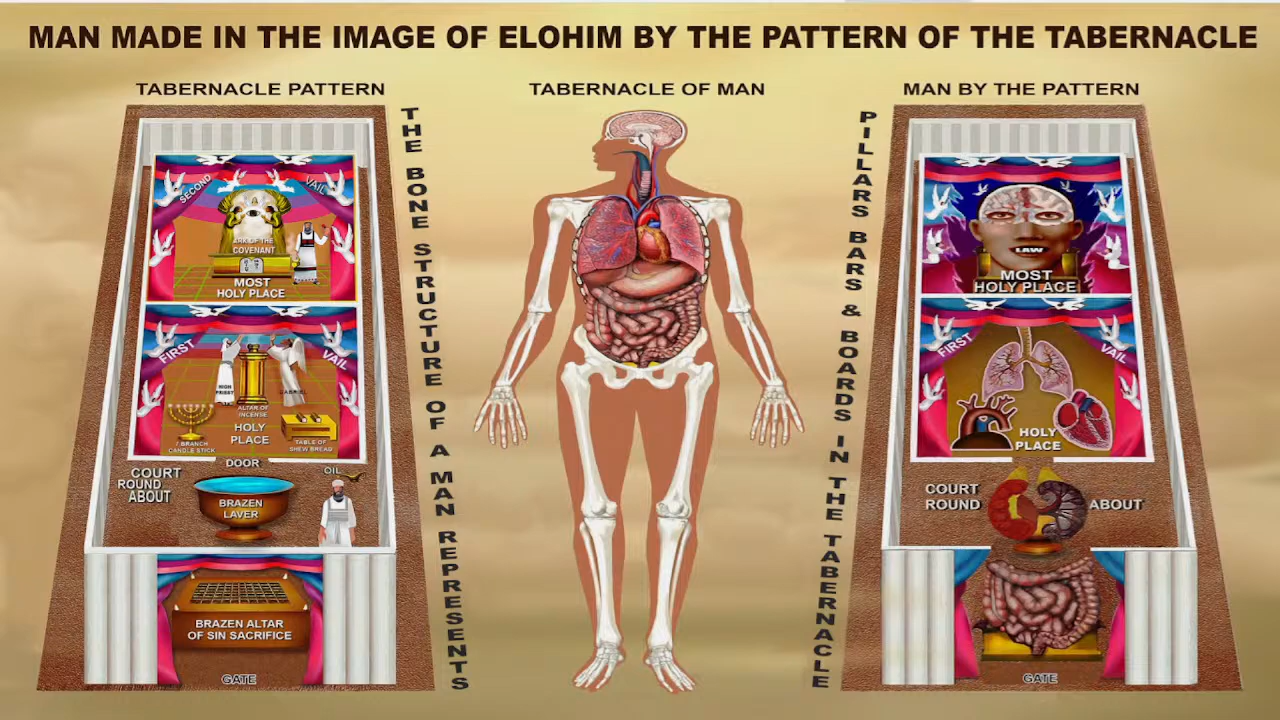 MAN MADE IN THE IMAGE OF ELOHIM BY THE PATTERN OF THE TABERNACLE
TABERNACLE PATTERN
SECOND
VAIL
ARK OF THE
COVENANT
MOST
HOLY PLACE
FIRST
VAIL
HIGH
PRIEST
GABRIEL
ALTAR OF
INCENSE
HOLY
PLACE
7 BRANCH
CANDLE STICK
TABLE OF
SHEW BREAD
DOOR
COURT
ROUND
ABOUT
OIL
BRAZEN
LAVER
BRAZEN ALTAR
OF SIN SACRIFICE
GATE
THE BONE STRUCTURE OF A MAN REPRESENTS
TABERNACLE OF MAN
PILLARS BARS & BOARDS IN THE TABERNACLE
MAN BY THE PATTERN
LAW
MOST
HOLY PLACE
FIRST
VAIL
HOLY
PLACE
COURT
ROUND
ABOUT
GATE